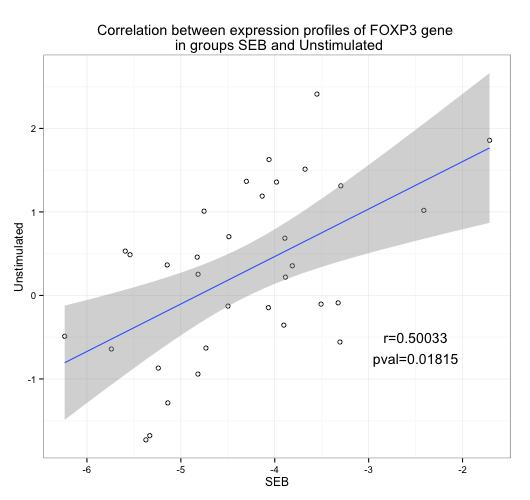 Correlation between expression profiles of FOXP3 gene
in groups SEB and Unstimulated
Unstimulated
2
1
0
-1
r=0.50033
pval=0.01815
-6
-5
-4
-3
-2
SEB